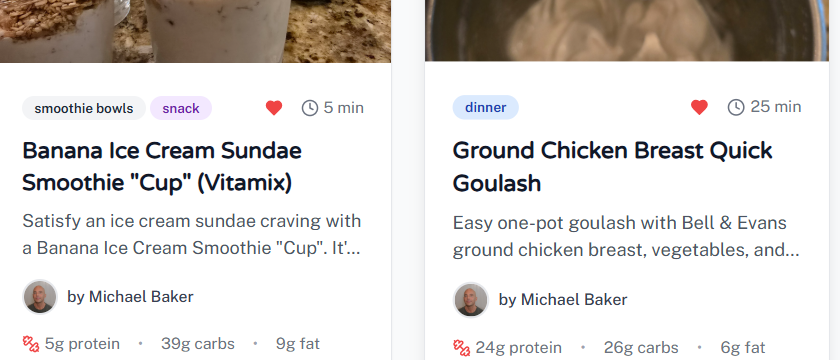 smoothie bowls snack 5 min
Banana Ice Cream Sundae
Smoothie "Cup" (Vitamix)
Satisfy an ice cream sundae craving with
a Banana Ice Cream Smoothie "Cup". It'...
by Michael Baker
5g protein • 39g carbs • 9g fat
dinner 25 min
Ground Chicken Breast Quick
Goulash
Easy one-pot goulash with Bell & Evans
ground chicken breast, vegetables, and...
by Michael Baker
24g protein • 26g carbs • 6g fat